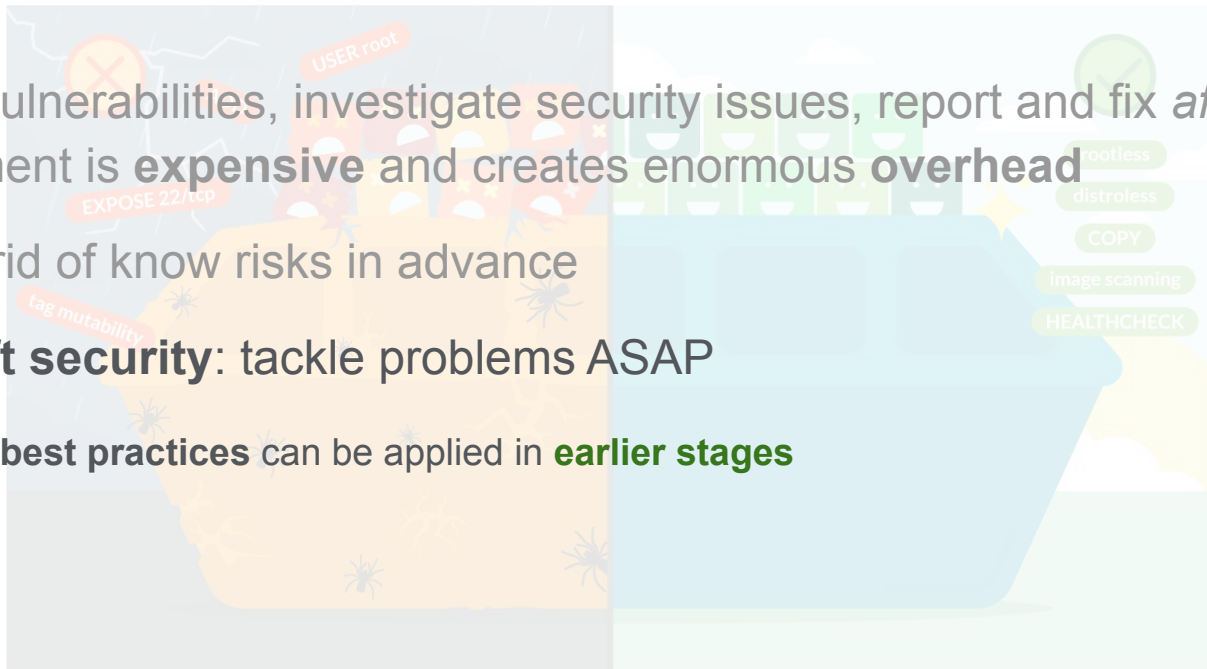 USER root
ulnerabilities, investigate security issues, report and fix af
nent is expensive and creates enormous overhead
rootless
EXPOSE 22/tcp
distroless
COPY
rid of know risks in advance
image scanning
tag mutability
HEALTHCHECK
t security: tackle problems ASAP
best practices can be applied in earlier stages